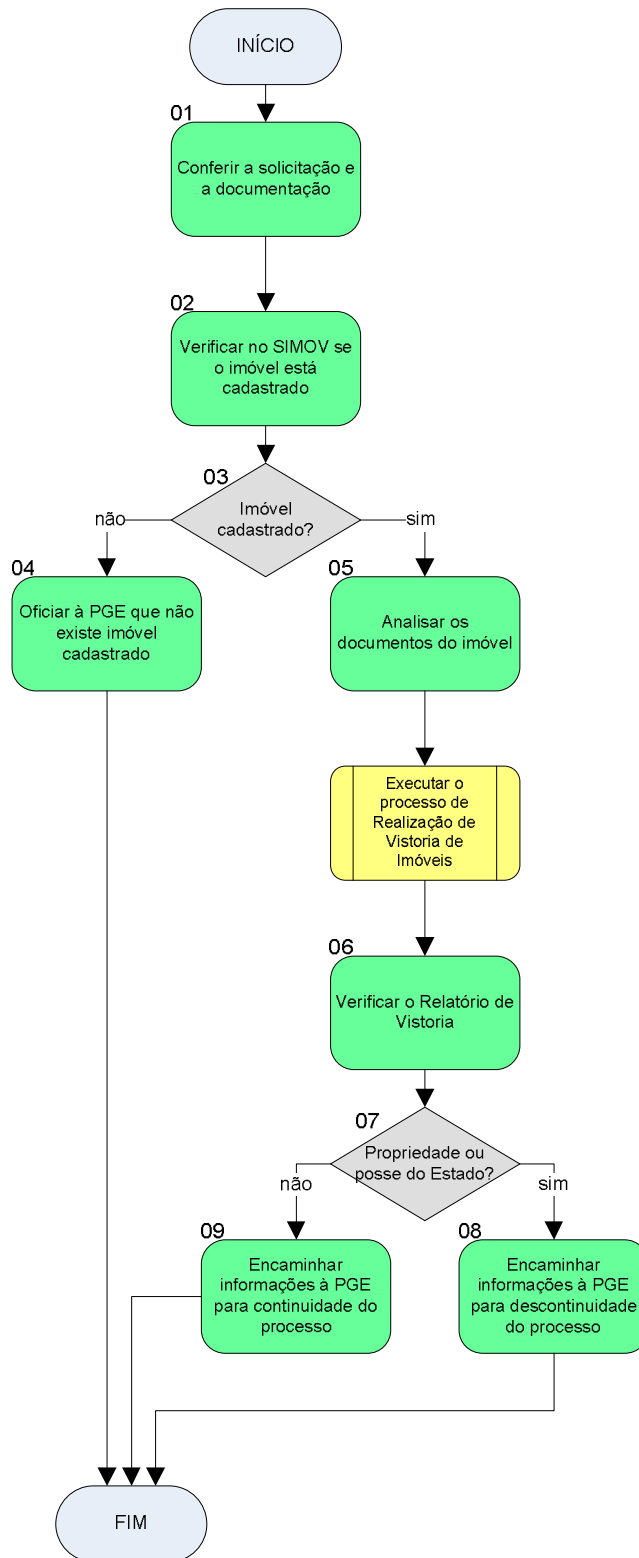 INÍCIO
01
Conferir a solicitação e
a documentação
02
Verificar no SIMOV se
o imóvel está
cadastrado
03
Imóvel
cadastrado?
não
sim
04
Oficiar à PGE que não
existe imóvel
cadastrado
05
Analisar os
documentos do imóvel
Executar o
processo de
Realização de
Vistoria de
Imóveis
06
Verificar o Relatório de
Vistoria
07
Propriedade ou
posse do Estado?
não
sim
09
Encaminhar
informações à PGE
para continuidade do
processo
08
Encaminhar
informações à PGE
para descontinuidade
do processo
FIM